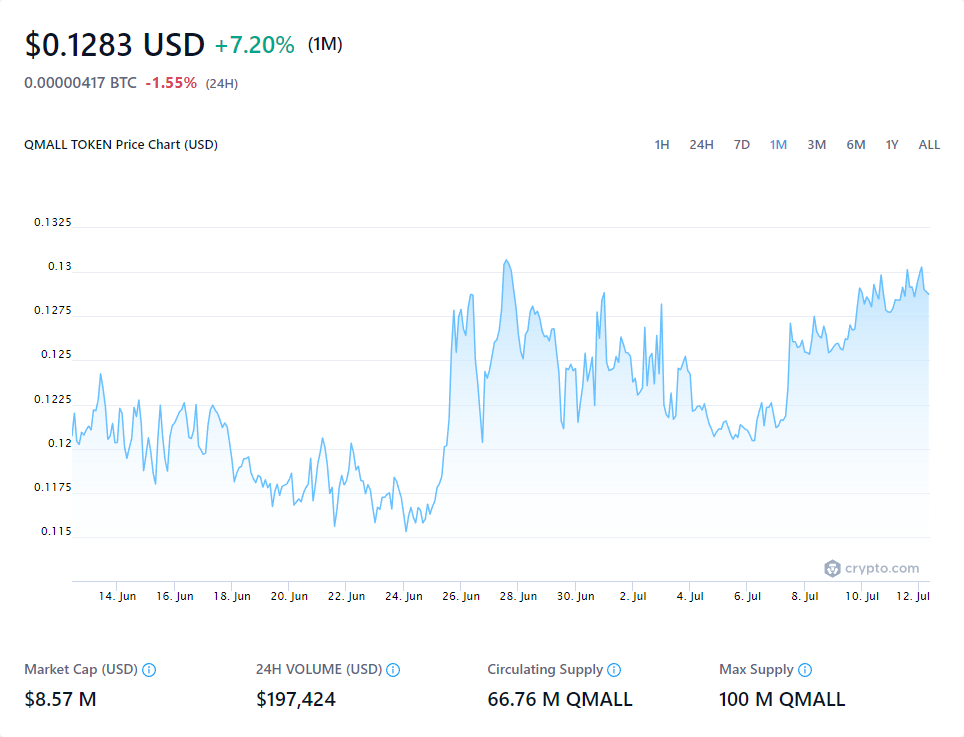 $0.1283 USD +7.20% (1M)
0.00000417 BTC -1.55% (24H)
QMALL TOKEN Price Chart (USD) 1H 24H 7D 1M 3M 6M 1Y ALL
0.1325
0.13
0.1275
0.125
0.1225
0.12
0.1175
0.115
crypto.com
14. Jun 16. Jun 18. Jun 20. Jun 22. Jun 24. Jun 26. Jun 28. Jun 30. Jun 2. Jul 4. Jul 6. Jul 8. Jul 10. Jul 12. Jul
Market Cap (USD) 24H VOLUME (USD) Circulating Supply Max Supply
$8.57 M $197,424 66.76 M QMALL 100 M QMALL